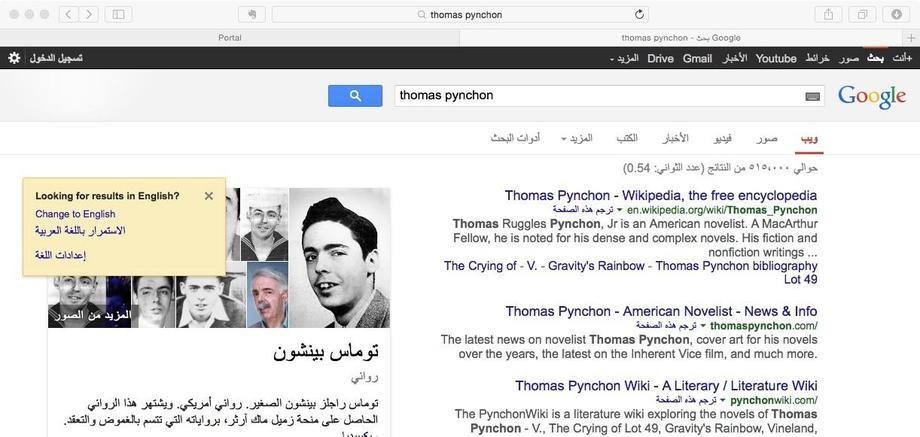 thomas pynchon
Portal
thomas pynchon - بحث Google
+أنت بحث صور خرائط Youtube الأخبار Gmail Drive المزيد
تسجيل الدخول
thomas pynchon
Google
ويب صور فيديو الأخبار الكتب المزيد أدوات البحث
حوالي ٥١٥،٠٠٠ من النتائج (عدد الثواني: 0.54)
Looking for results in English?
Change to English
الاستمرار باللغة العربية
إعدادات اللغة
المزيد من الصور
توماس بينشون
روائي
توماس راجلز بينشون الصغير. روائي أمريكي. ويشتهر هذا الروائي
الحاصل على منحة زميل ماك آرثر، برواياته التي تتسم بالغموض والتعقد.
Thomas Pynchon - Wikipedia, the free encyclopedia
en.wikipedia.org/wiki/Thomas_Pynchon ترجم هذه الصفحة
Thomas Ruggles Pynchon, Jr is an American novelist. A MacArthur
Fellow, he is noted for his dense and complex novels. His fiction and
nonfiction writings ...
The Crying of - V. - Gravity's Rainbow - Thomas Pynchon bibliography
Lot 49
Thomas Pynchon - American Novelist - News & Info
thomaspynchon.com/ ترجم هذه الصفحة
The latest news on novelist Thomas Pynchon, cover art for his novels
over the years, the latest on the Inherent Vice film, and much more.
Thomas Pynchon Wiki - A Literary / Literature Wiki
pynchonwiki.com/ ترجم هذه الصفحة
The PynchonWiki is a literature wiki exploring the novels of Thomas
Pynchon - V., The Crying of Lot 49, Gravity's Rainbow, Vineland,